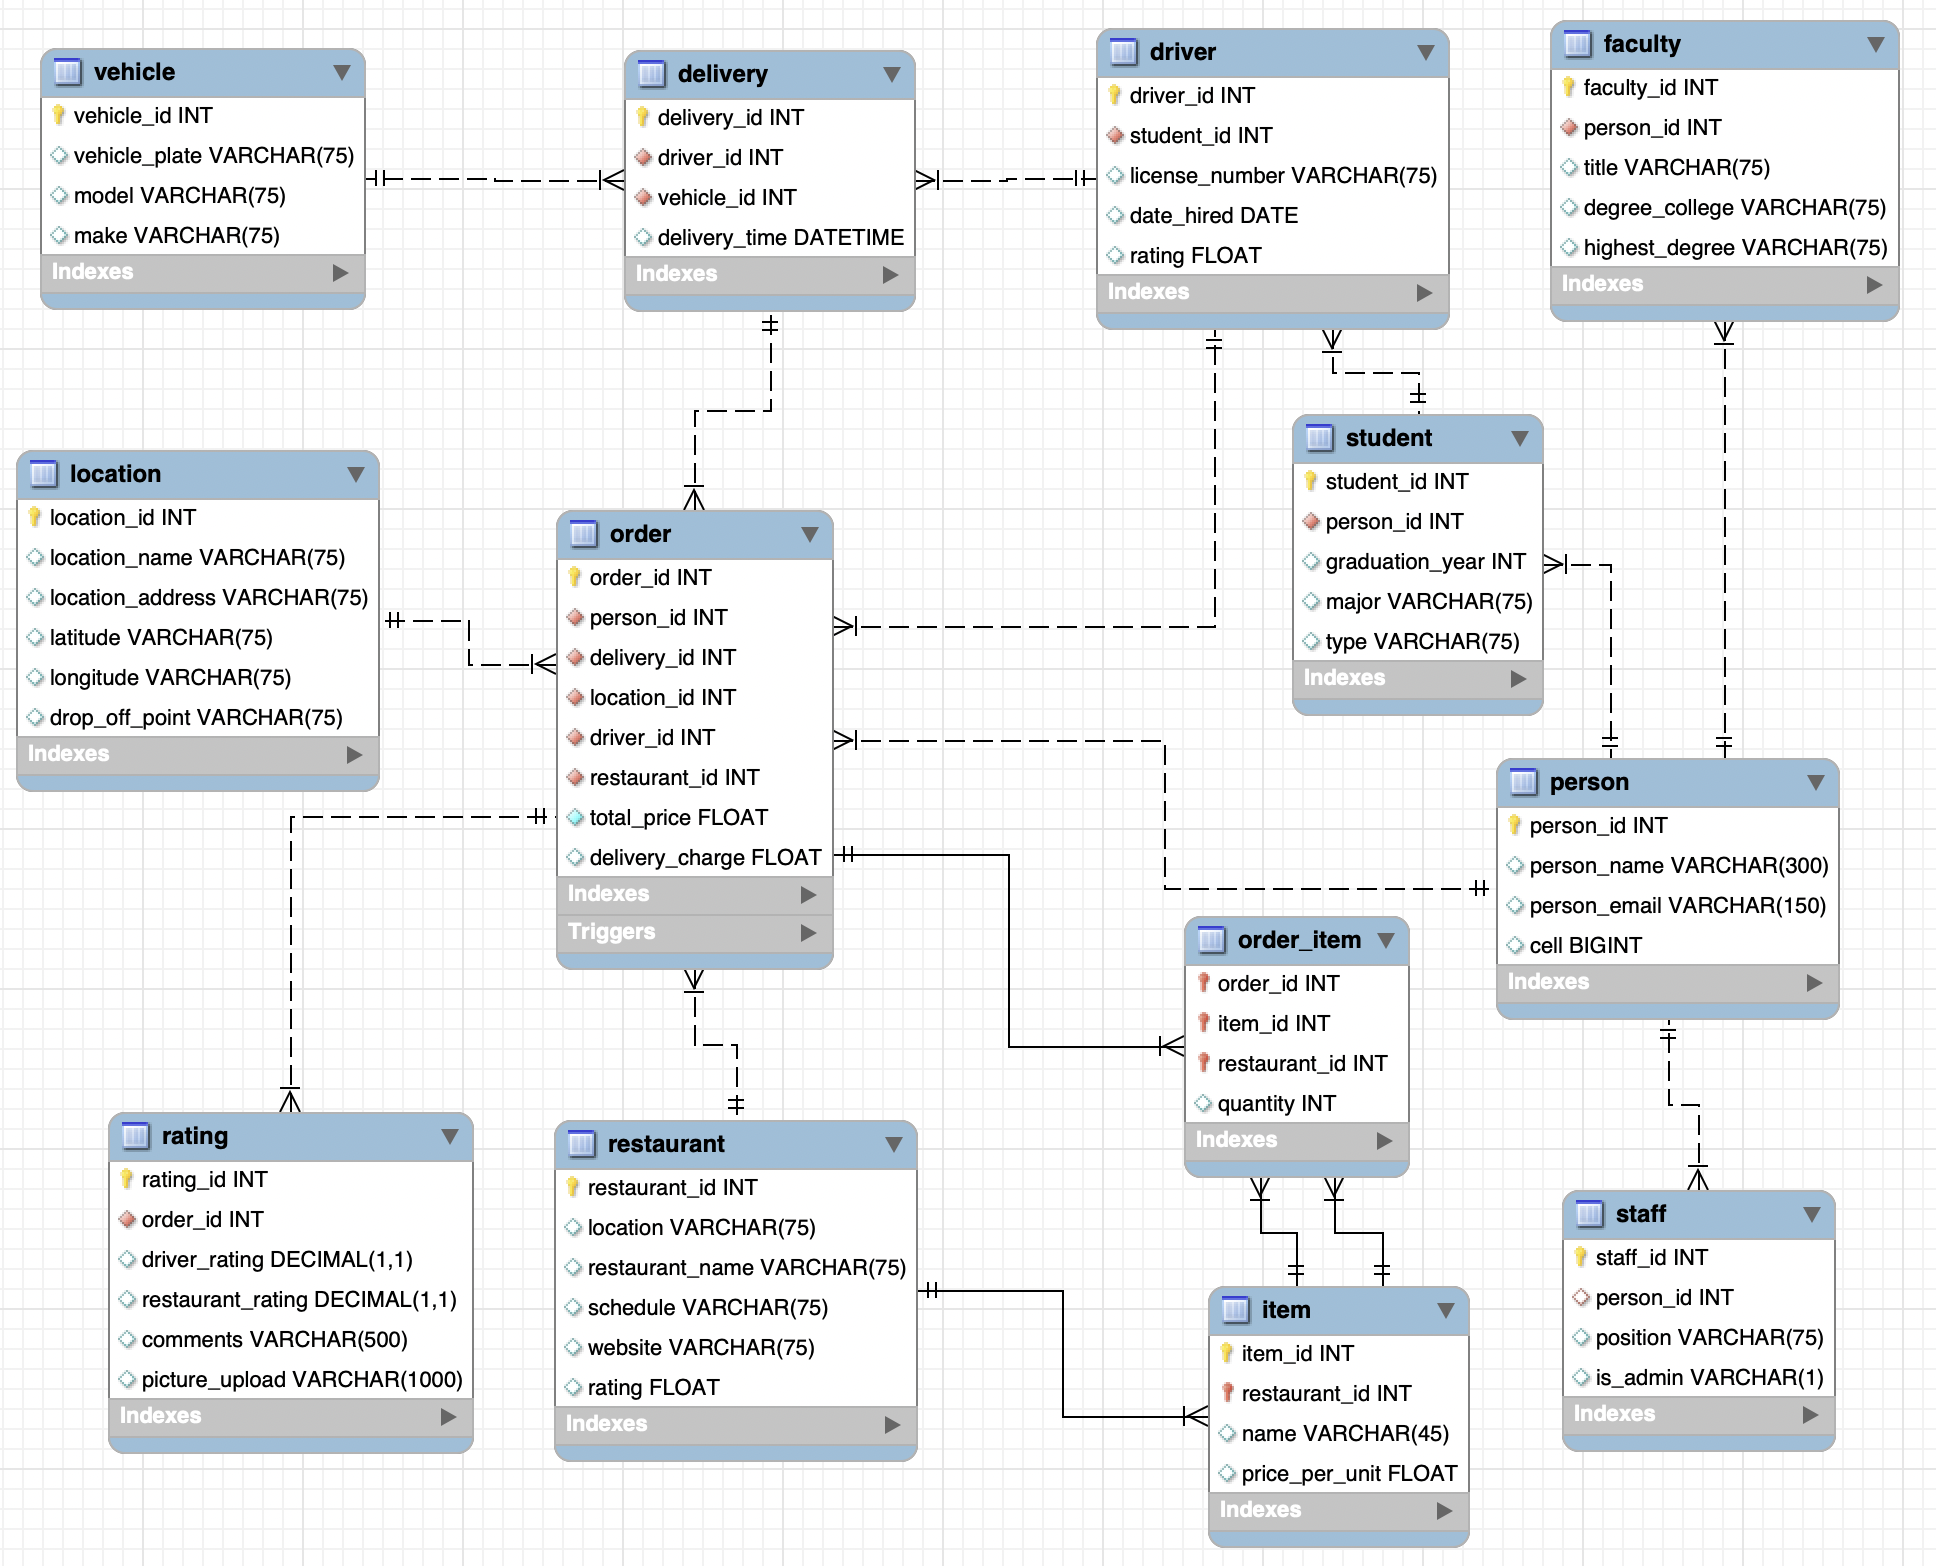 vehicle
vehicle_id INT
vehicle_plate VARCHAR(75)
model VARCHAR(75)
make VARCHAR(75)
Indexes
delivery
delivery_id INT
driver_id INT
vehicle_id INT
delivery_time DATETIME
Indexes
driver
driver_id INT
student_id INT
license_number VARCHAR(75)
date_hired DATE
rating FLOAT
Indexes
faculty
faculty_id INT
person_id INT
title VARCHAR(75)
degree_college VARCHAR(75)
highest_degree VARCHAR(75)
Indexes
location
location_id INT
location_name VARCHAR(75)
location_address VARCHAR(75)
latitude VARCHAR(75)
longitude VARCHAR(75)
drop_off_point VARCHAR(75)
Indexes
order
order_id INT
person_id INT
delivery_id INT
location_id INT
driver_id INT
restaurant_id INT
total_price FLOAT
delivery_charge FLOAT
Indexes
Triggers
student
student_id INT
person_id INT
graduation_year INT
major VARCHAR(75)
type VARCHAR(75)
Indexes
person
person_id INT
person_name VARCHAR(300)
person_email VARCHAR(150)
cell BIGINT
Indexes
order_item
order_id INT
item_id INT
restaurant_id INT
quantity INT
Indexes
rating
rating_id INT
order_id INT
driver_rating DECIMAL(1,1)
restaurant_rating DECIMAL(1,1)
comments VARCHAR(500)
picture_upload VARCHAR(1000)
Indexes
restaurant
restaurant_id INT
location VARCHAR(75)
restaurant_name VARCHAR(75)
schedule VARCHAR(75)
website VARCHAR(75)
rating FLOAT
Indexes
item
item_id INT
restaurant_id INT
name VARCHAR(45)
price_per_unit FLOAT
Indexes
staff
staff_id INT
person_id INT
position VARCHAR(75)
is_admin VARCHAR(1)
Indexes